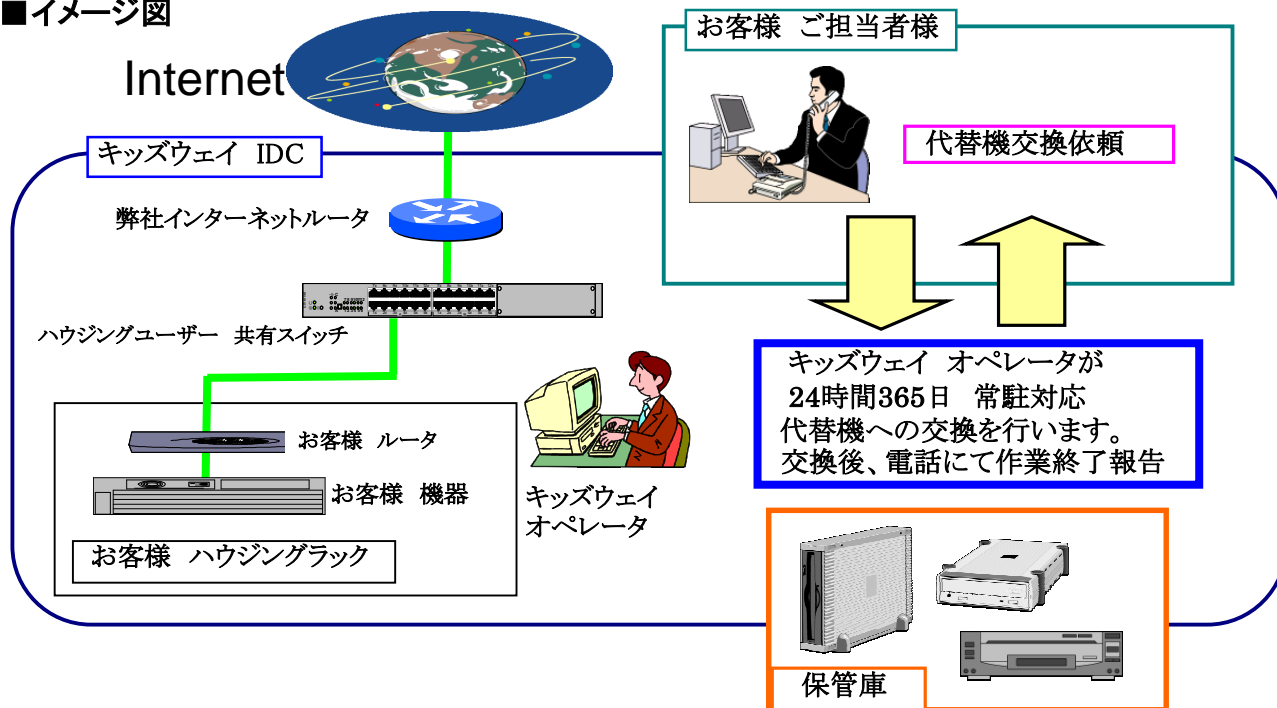 ■イメージ図
Internet
お客様 ご担当者様
代替機交換依頼
キッズウェイ IDC
弊社インターネットルータ
ハウジングユーザー 共有スイッチ
お客様 ルータ
お客様 機器
お客様 ハウジングラック
キッズウェイ
オペレータ
キッズウェイ オペレータが
24時間365日 常駐対応
代替機への交換を行います。
交換後、電話にて作業終了報告
保管庫